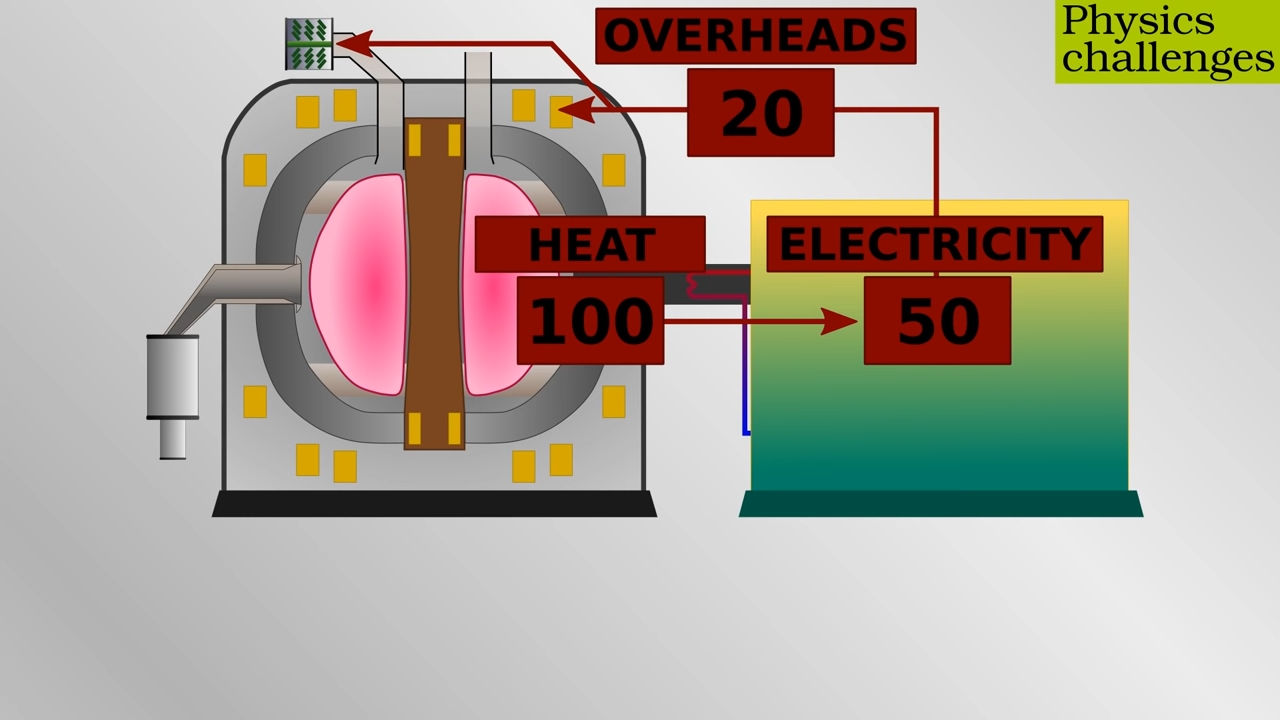 Physics
challenges
OVERHEADS
20
HEAT
ELECTRICITY
100
50